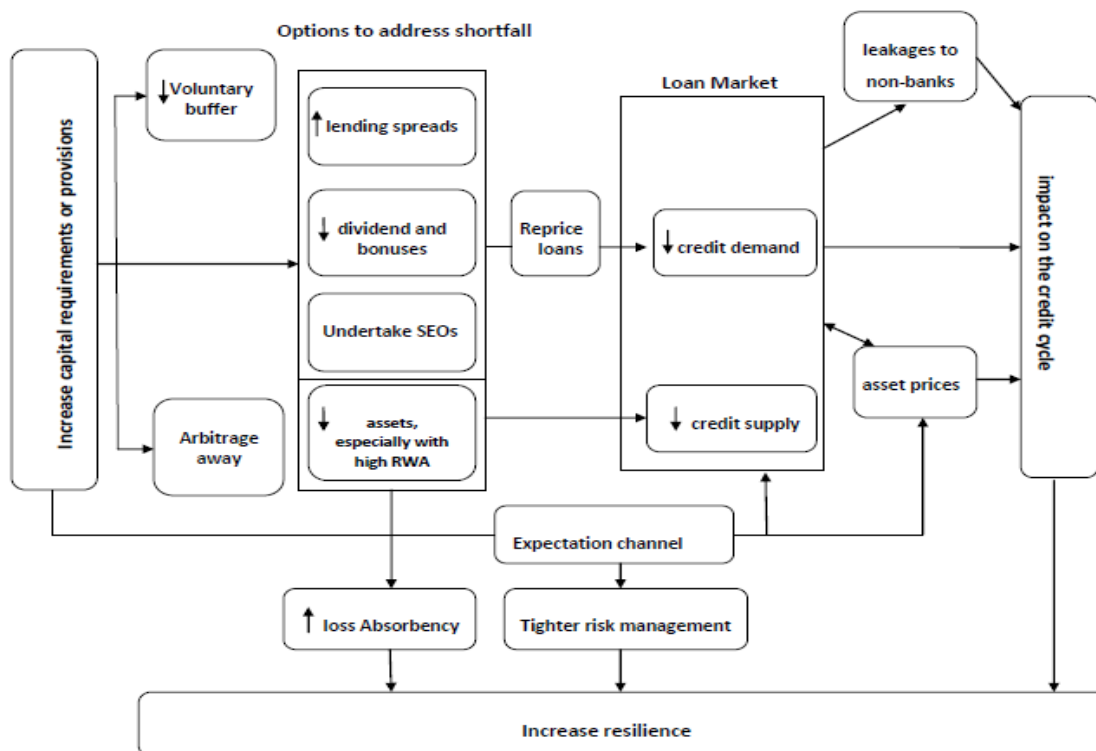 Options to address shortfall
Increase capital requirements or provisions
↓ Voluntary
buffer
Arbitrage
away
↑ lending spreads
↓ dividend and
bonuses
Undertake SEOs
↓ assets,
especially with
high RWA
Reprice
loans
Loan Market
↓ credit demand
↓ credit supply
leakages to
non-banks
asset prices
impact on the credit cycle
Expectation channel
↑ loss Absorbency
Tighter risk management
Increase resilience